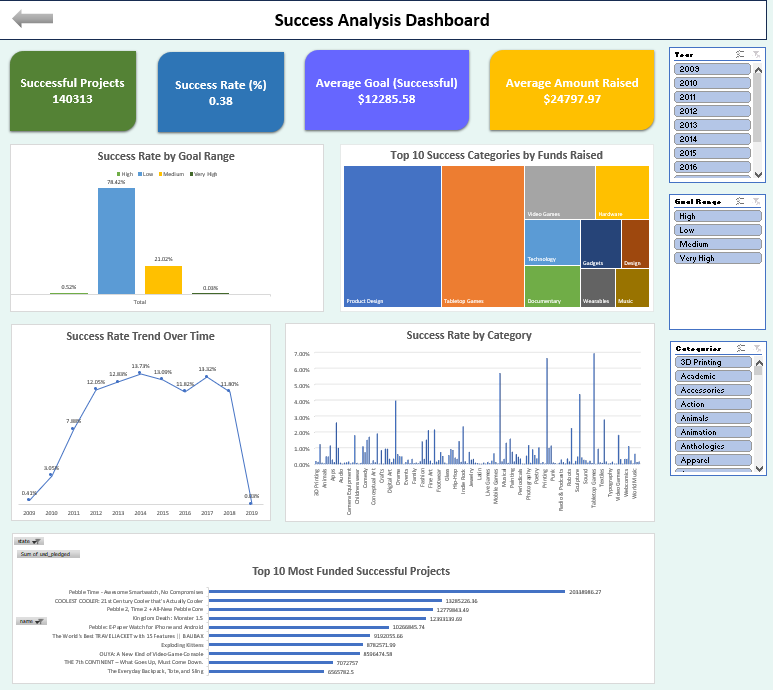 Success Analysis Dashboard
Successful Projects
140313
Success Rate (%)
0.38
Average Goal (Successful)
$12285.58
Average Amount Raised
$24797.97
Year
2009
2010
2011
2012
2013
2014
2015
2016
Success Rate by Goal Range
High Low Medium Very High
0.52%
78.42%
21.02%
0.03%
Total
Top 10 Success Categories by Funds Raised
Product Design
Tabletop Games
Video Games
Hardware
Technology
Gadgets
Design
Documentary
Wearables
Music
Goal Range
High
Low
Medium
Very High
Success Rate Trend Over Time
0.41%
3.05%
7.88%
12.05%
12.83%
13.73%
13.09%
11.82%
13.32%
11.80%
2009 2010 2011 2012 2013 2014 2015 2016 2017 2018 2019
Success Rate by Category
7.00%
6.00%
5.00%
4.00%
3.00%
2.00%
1.00%
0.00%
3D Printing
Animals
Apps
Audio
Camera Equipment
Childrenswear
Comedy
Conceptual Art
Crafts
Digital Art
Drama
Events
Family
Fashion
Fine Art
Footwear
Glass
Hip-Hop
Indie Rock
Jewelry
Latin
Live Games
Mobile Games
Musical
Painting
Periodicals
Photography
Poetry
Printing
Punk
Radio & Podcasts
Robots
Sculpture
Sound
Tabletop Games
Textiles
Typography
Video Games
Webcomics
World Music
Categories
3D Printing
Academic
Accessories
Action
Animals
Animation
Anthologies
Apparel
state
Sum of usd_pledged
Top 10 Most Funded Successful Projects
name
Pebble Time - Awesome Smartwatch, No Compromises 20338986.27
COOLEST COOLER: 21st Century Cooler that's Actually Cooler 13285226.36
Pebble 2, Time 2 + All-New Pebble Core 12779843.49
Kingdom Death: Monster 1.5 12393139.69
Pebble: E-Paper Watch for iPhone and Android 10266845.74
The World's Best TRAVEL JACKET with 15 Features || BAUBAX 9192055.66
Exploding Kittens 8782571.99
OUYA: A New Kind of Video Game Console 8596474.58
THE 7th CONTINENT – What Goes Up, Must Come Down. 7072757
The Everyday Backpack, Tote, and Sling 6565782.5